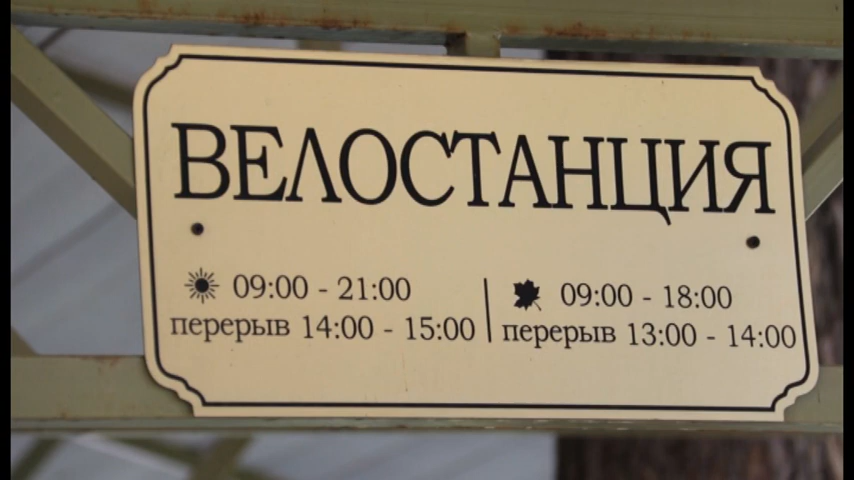 ВЕЛОСТАНЦИЯ
09:00 - 21:00
перерыв 14:00 - 15:00
09:00 - 18:00
перерыв 13:00 - 14:00